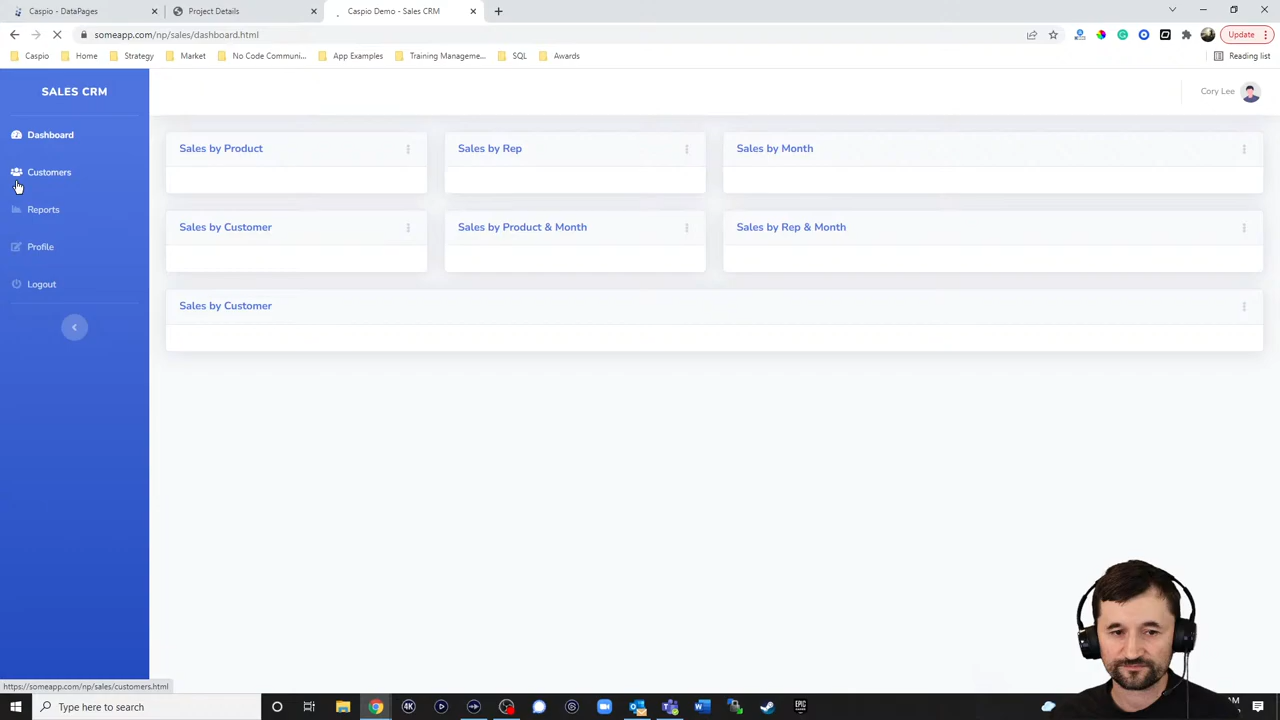 Caspio - DataPages
Project Details
Caspio Demo - Sales CRM
someapp.com/np/sales/dashboard.html
Update
Caspio
Home
Strategy
Market
No Code Communi...
App Examples
Training Manageme...
SQL
Awards
Reading list
SALES CRM
Cory Lee
Dashboard
Customers
Reports
Profile
Logout
Sales by Product
Sales by Rep
Sales by Month
Sales by Customer
Sales by Product & Month
Sales by Rep & Month
Sales by Customer
https://someapp.com/np/sales/customers.html
Type here to search
4K
EPIC